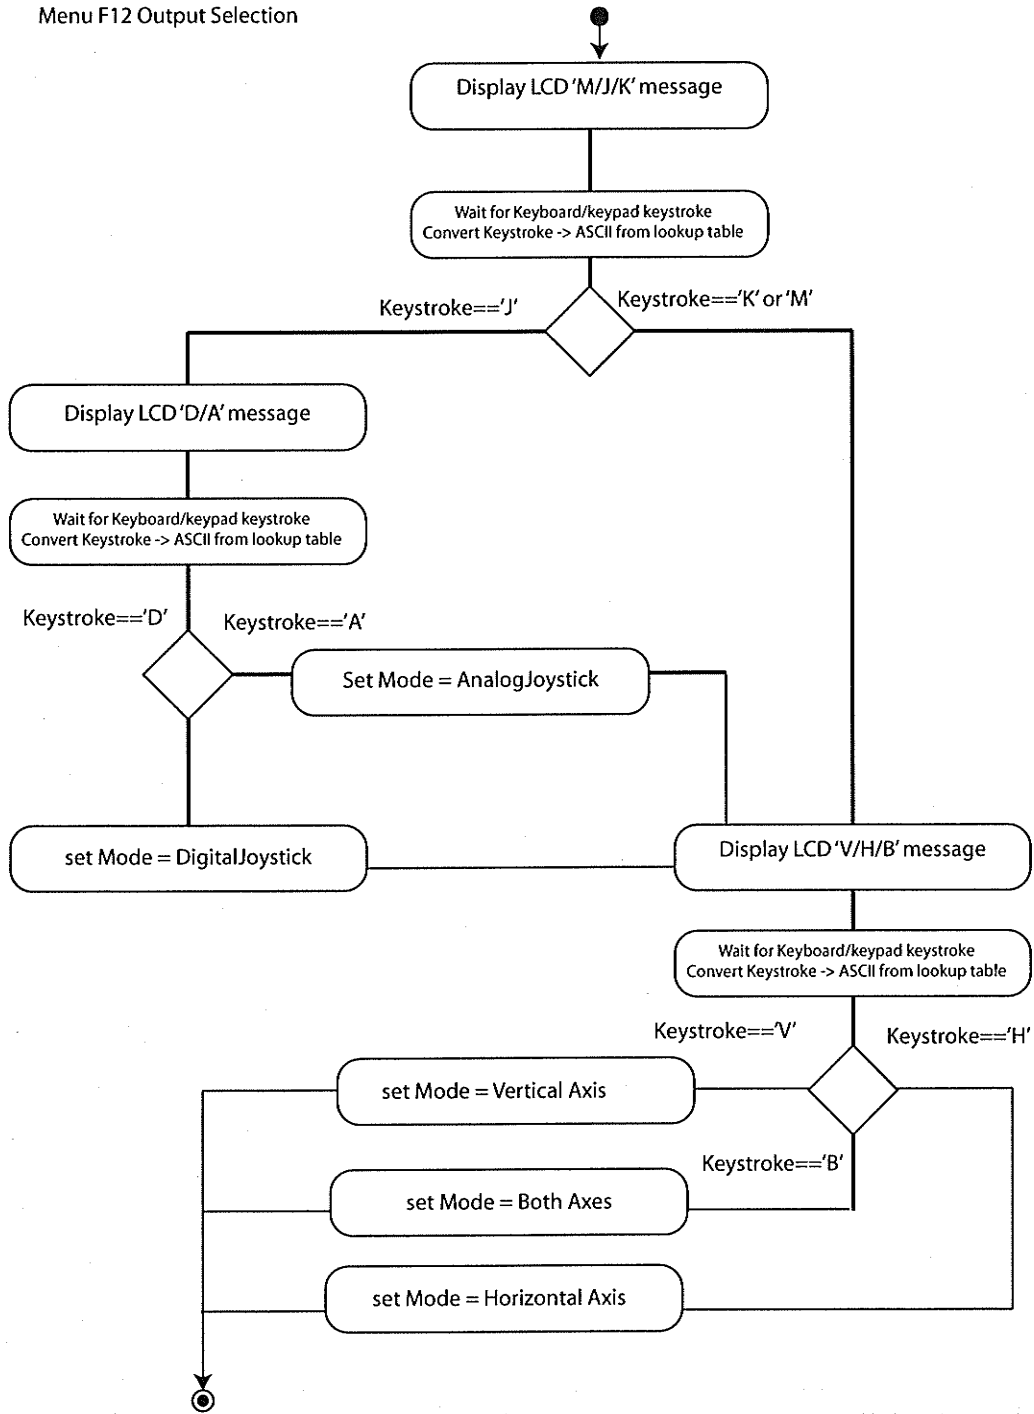 Menu F12 Output Selection
Display LCD 'M/J/K' message
Wait for Keyboard/keypad keystroke
Convert Keystroke -> ASCII from lookup table
Keystroke=='J'
Keystroke=='K' or 'M'
Display LCD 'D/A' message
Wait for Keyboard/keypad keystroke
Convert Keystroke -> ASCII from lookup table
Keystroke=='D'
Keystroke=='A'
Set Mode = AnalogJoystick
set Mode = DigitalJoystick
Display LCD 'V/H/B' message
Wait for Keyboard/keypad keystroke
Convert Keystroke -> ASCII from lookup table
Keystroke=='V'
Keystroke=='H'
set Mode = Vertical Axis
Keystroke=='B'
set Mode = Both Axes
set Mode = Horizontal Axis